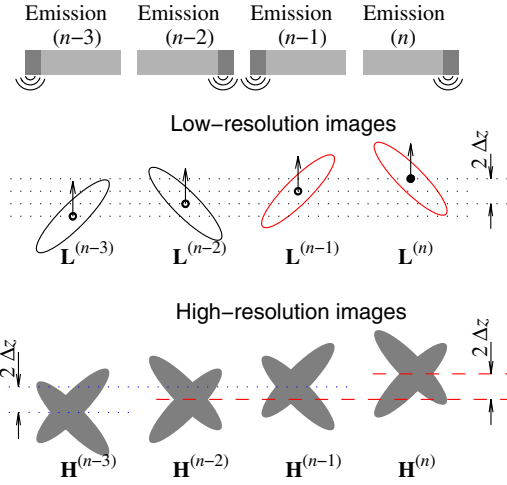 Emission (n−3)
Emission (n−2)
Emission (n−1)
Emission (n)
Low−resolution images
2 Δz
L(n−3)
L(n−2)
L(n−1)
L(n)
High−resolution images
2 Δz
2 Δz
H(n−3)
H(n−2)
H(n−1)
H(n)